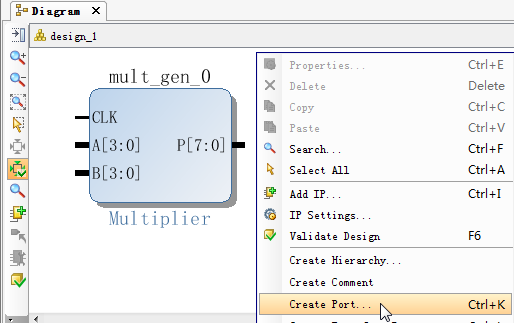 Diagram
design_1
mult_gen_0
CLK
A[3:0] P[7:0]
B[3:0]
Multiplier
Properties... Ctrl+E
Delete Delete
Copy Ctrl+C
Paste Ctrl+V
Search... Ctrl+F
Select All Ctrl+A
Add IP... Ctrl+I
IP Settings...
Validate Design F6
Create Hierarchy...
Create Comment
Create Port... Ctrl+K